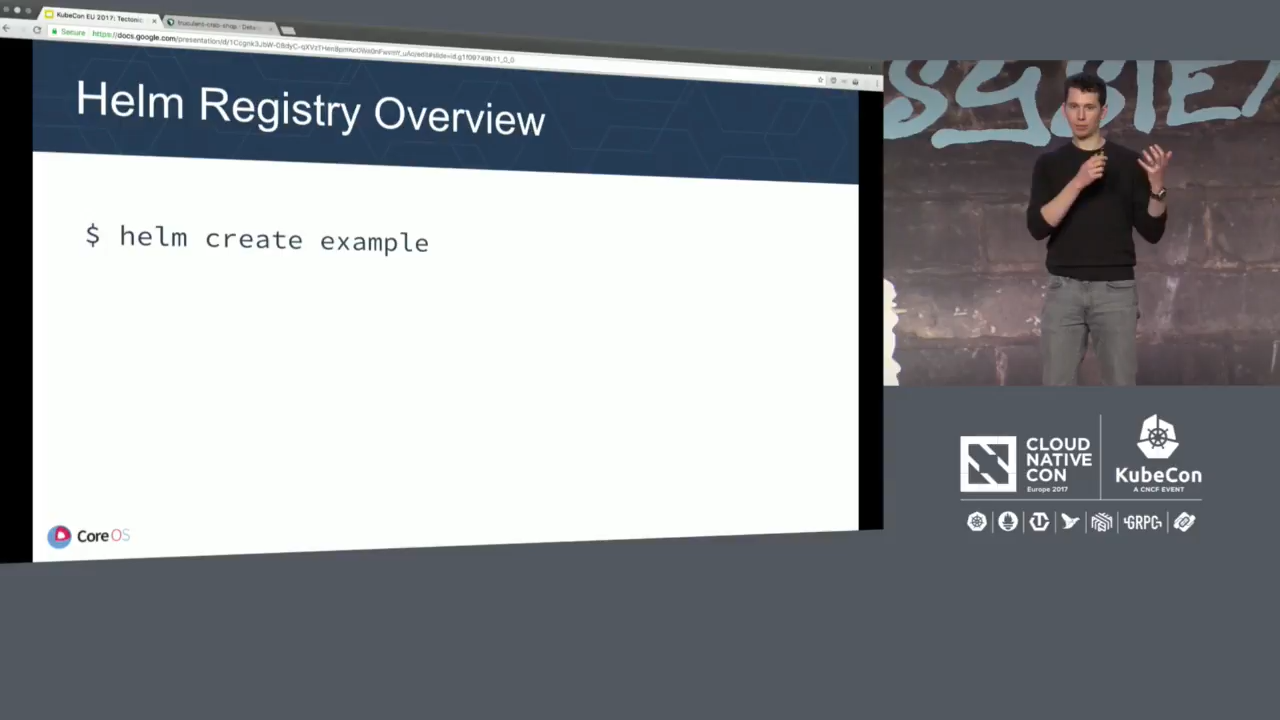 KubeCon EU 2017: Tectonic
Secure
Helm Registry Overview
$ helm create example
CoreOS
CLOUD
NATIVE
CON
Europe 2017
KubeCon
A CNCF EVENT
GRPC